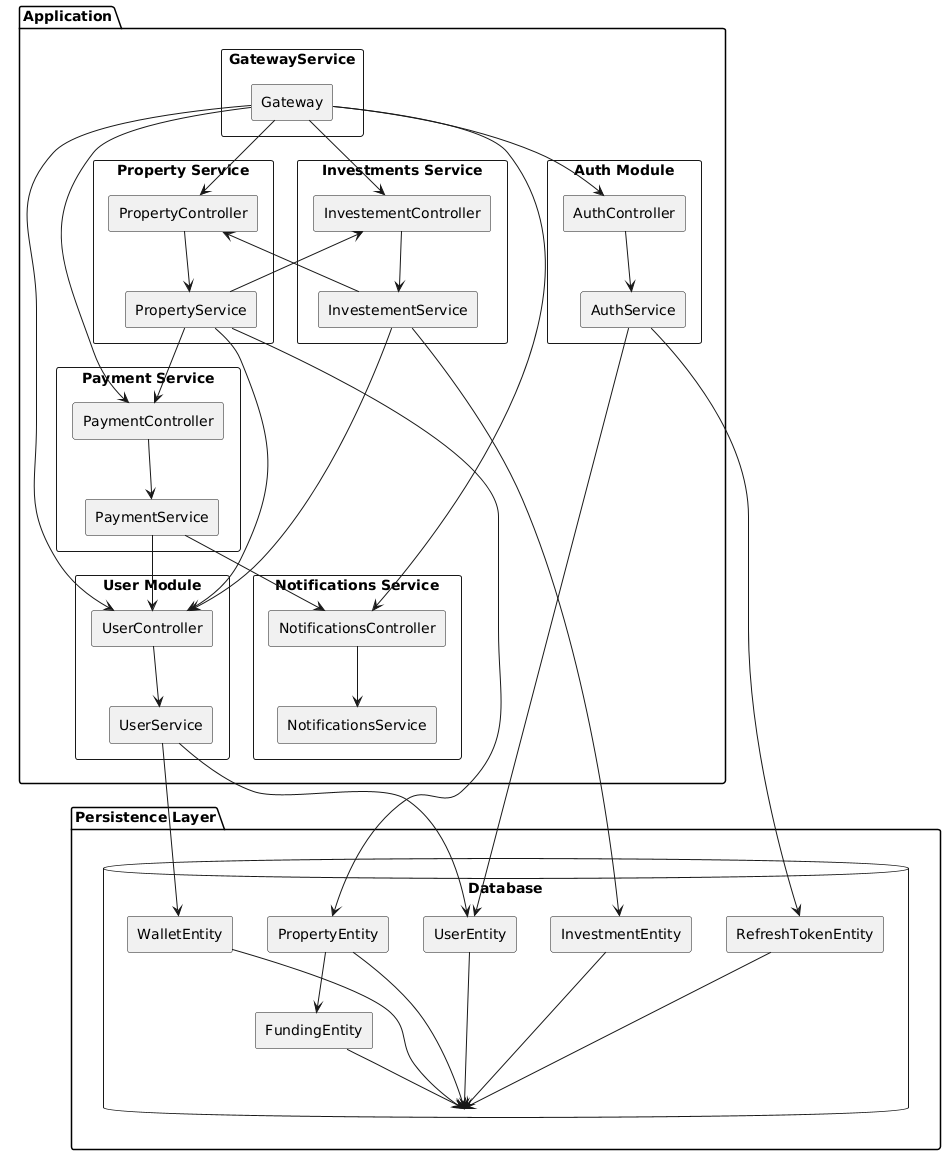 Application
GatewayService
Gateway
Property Service
Investments Service
Auth Module
PropertyController
InvestementController
AuthController
PropertyService
InvestementService
AuthService
Payment Service
PaymentController
PaymentService
User Module
Notifications Service
UserController
NotificationsController
UserService
NotificationsService
Persistence Layer
Database
WalletEntity
PropertyEntity
UserEntity
InvestmentEntity
RefreshTokenEntity
FundingEntity